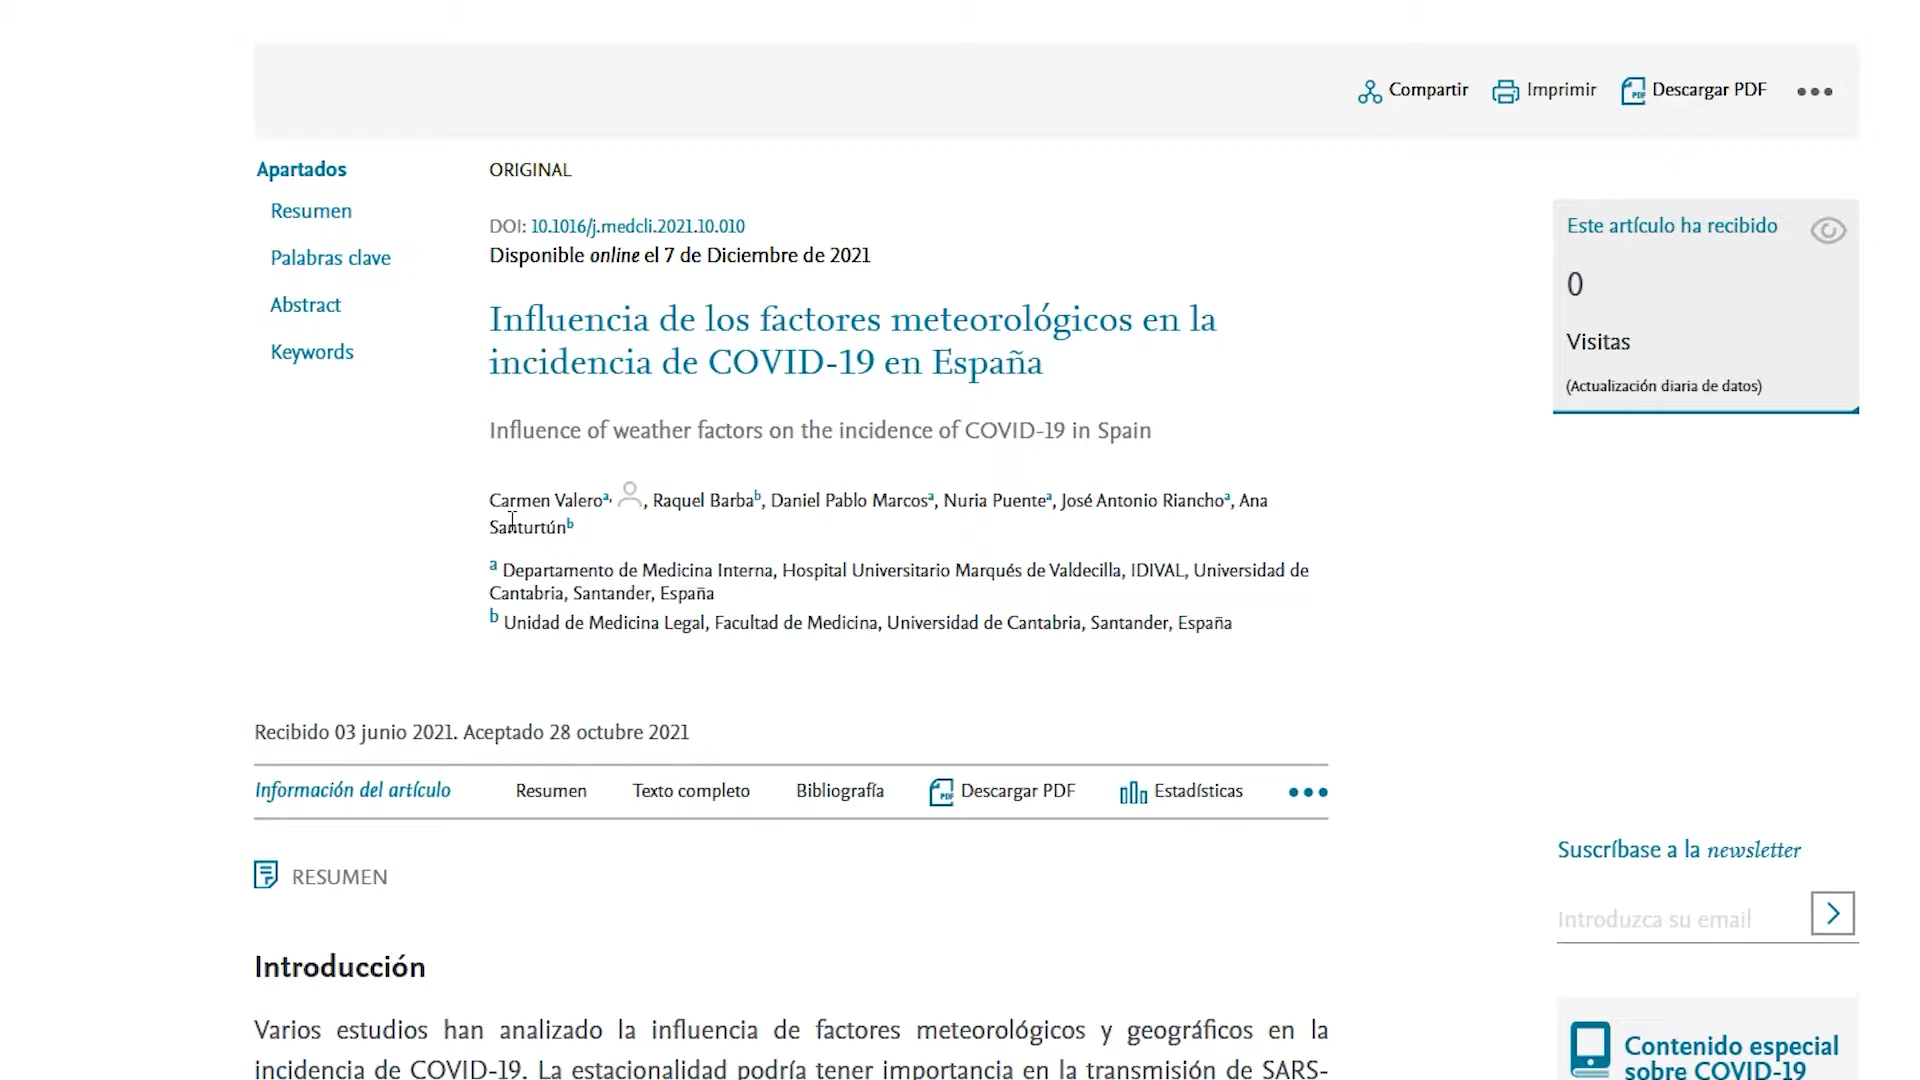 Compartir Imprimir Descargar PDF
Apartados
Resumen
Palabras clave
Abstract
Keywords
ORIGINAL
DOI: 10.1016/j.medcli.2021.10.010
Disponible online el 7 de Diciembre de 2021
Influencia de los factores meteorológicos en la
incidencia de COVID-19 en España
Influence of weather factors on the incidence of COVID-19 in Spain
Carmen Valeroa, , Raquel Barbab, Daniel Pablo Marcosa, Nuria Puentea, José Antonio Rianchoa, Ana
Santurtúnb
a Departamento de Medicina Interna, Hospital Universitario Marqués de Valdecilla, IDIVAL, Universidad de
Cantabria, Santander, España
b Unidad de Medicina Legal, Facultad de Medicina, Universidad de Cantabria, Santander, España
Este artículo ha recibido
0
Visitas
(Actualización diaria de datos)
Recibido 03 junio 2021. Aceptado 28 octubre 2021
Información del artículo Resumen Texto completo Bibliografía PDF Descargar PDF Estadísticas
RESUMEN
Introducción
Varios estudios han analizado la influencia de factores meteorológicos y geográficos en la
incidencia de COVID-19. La estacionalidad podría tener importancia en la transmisión de SARS-
Suscríbase a la newsletter
Introduzca su email
Contenido especial
sobre COVID-19